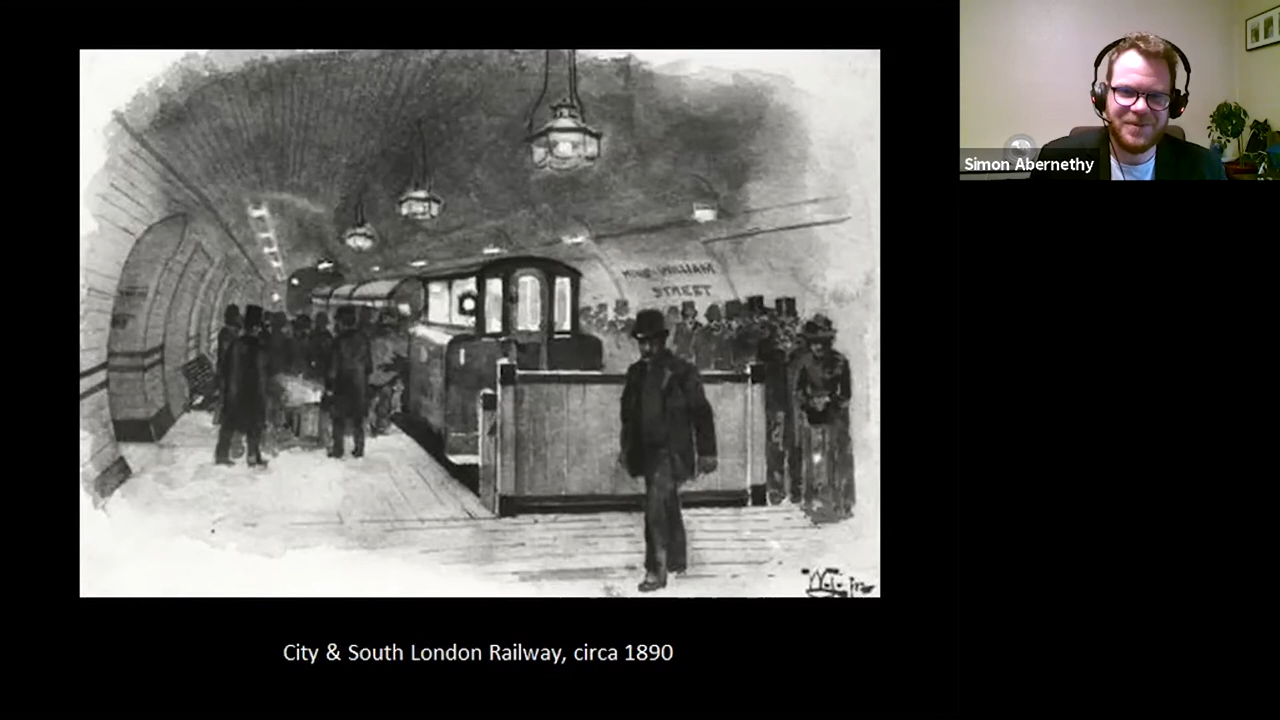 KING WILLIAM
STREET
City & South London Railway, circa 1890
Simon Abernethy